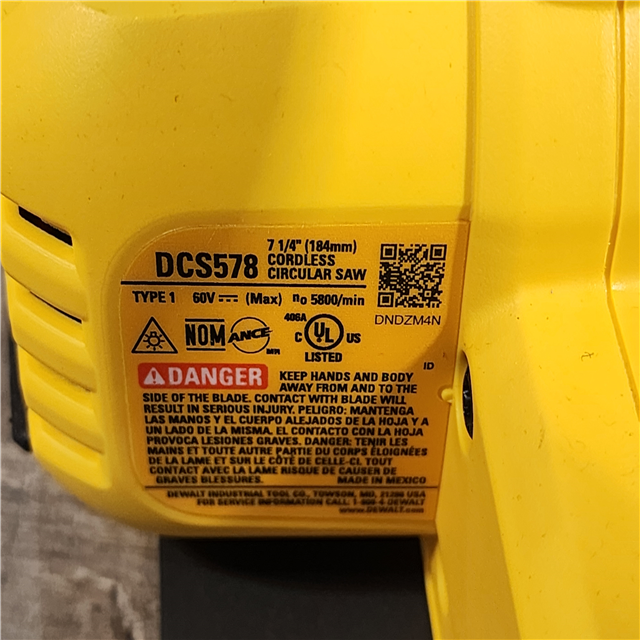 DCS578
7 1/4" (184mm)
CORDLESS
CIRCULAR SAW
TYPE 1 60V⎓ (Max) n₀ 5800/min
DNDZM4N
NOM ANCE
406A
C UL US
LISTED
ID
DANGER KEEP HANDS AND BODY
AWAY FROM AND TO THE
SIDE OF THE BLADE. CONTACT WITH BLADE WILL
RESULT IN SERIOUS INJURY. PELIGRO: MANTENGA
LAS MANOS Y EL CUERPO ALEJADOS DE LA HOJA Y A
UN LADO DE LA MISMA. EL CONTACTO CON LA HOJA
PROVOCA LESIONES GRAVES. DANGER: TENIR LES
MAINS ET TOUTE AUTRE PARTIE DU CORPS ÉLOIGNÉES
DE LA LAME ET SUR LE CÔTÉ DE CELLE-CI. TOUT
CONTACT AVEC LA LAME RISQUE DE CAUSER DE
GRAVES BLESSURES. MADE IN MEXICO
DEWALT INDUSTRIAL TOOL CO., TOWSON, MD, 21286 USA
FOR SERVICE INFORMATION CALL: 1-800-4-DEWALT
www.DEWALT.com